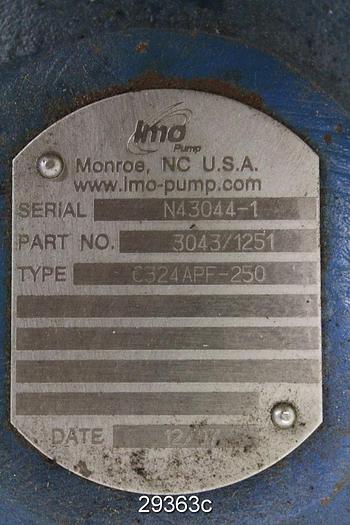 Imo
Pump
Monroe, NC U.S.A.
www.imo-pump.com
SERIAL N43044-1
PART NO. 3043/1251
TYPE C324APF-250
DATE
29363c